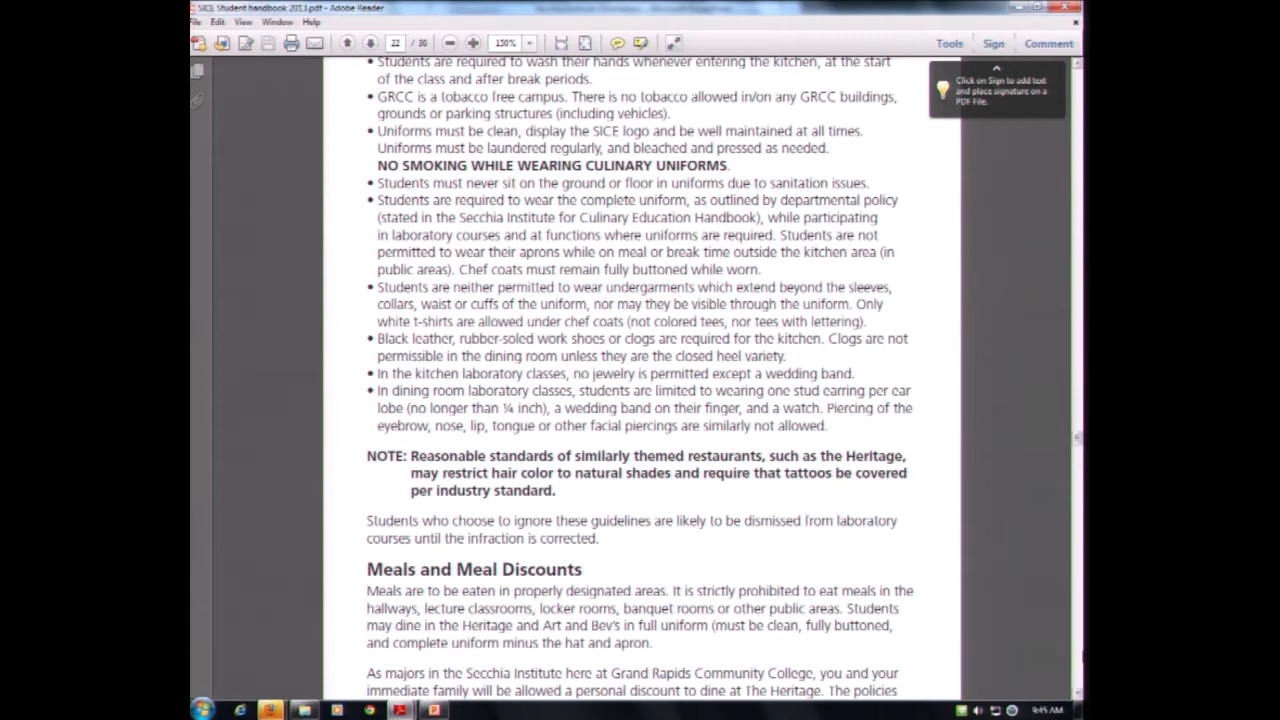 SICE Student handbook 2013.pdf - Adobe Reader
File Edit View Window Help
22 / 36 150% Tools Sign Comment
Click on Sign to add text
and place signature on a
PDF File.
• Students are required to wash their hands whenever entering the kitchen, at the start
of the class and after break periods.
• GRCC is a tobacco free campus. There is no tobacco allowed in/on any GRCC buildings,
grounds or parking structures (including vehicles).
• Uniforms must be clean, display the SICE logo and be well maintained at all times.
Uniforms must be laundered regularly, and bleached and pressed as needed.
NO SMOKING WHILE WEARING CULINARY UNIFORMS.
• Students must never sit on the ground or floor in uniforms due to sanitation issues.
• Students are required to wear the complete uniform, as outlined by departmental policy
(stated in the Secchia Institute for Culinary Education Handbook), while participating
in laboratory courses and at functions where uniforms are required. Students are not
permitted to wear their aprons while on meal or break time outside the kitchen area (in
public areas). Chef coats must remain fully buttoned while worn.
• Students are neither permitted to wear undergarments which extend beyond the sleeves,
collars, waist or cuffs of the uniform, nor may they be visible through the uniform. Only
white t-shirts are allowed under chef coats (not colored tees, nor tees with lettering).
• Black leather, rubber-soled work shoes or clogs are required for the kitchen. Clogs are not
permissible in the dining room unless they are the closed heel variety.
• In the kitchen laboratory classes, no jewelry is permitted except a wedding band.
• In dining room laboratory classes, students are limited to wearing one stud earring per ear
lobe (no longer than ¼ inch), a wedding band on their finger, and a watch. Piercing of the
eyebrow, nose, lip, tongue or other facial piercings are similarly not allowed.
NOTE: Reasonable standards of similarly themed restaurants, such as the Heritage,
may restrict hair color to natural shades and require that tattoos be covered
per industry standard.
Students who choose to ignore these guidelines are likely to be dismissed from laboratory
courses until the infraction is corrected.
Meals and Meal Discounts
Meals are to be eaten in properly designated areas. It is strictly prohibited to eat meals in the
hallways, lecture classrooms, locker rooms, banquet rooms or other public areas. Students
may dine in the Heritage and Art and Bev's in full uniform (must be clean, fully buttoned,
and complete uniform minus the hat and apron.
As majors in the Secchia Institute here at Grand Rapids Community College, you and your
immediate family will be allowed a personal discount to dine at The Heritage. The policies
9:45 AM